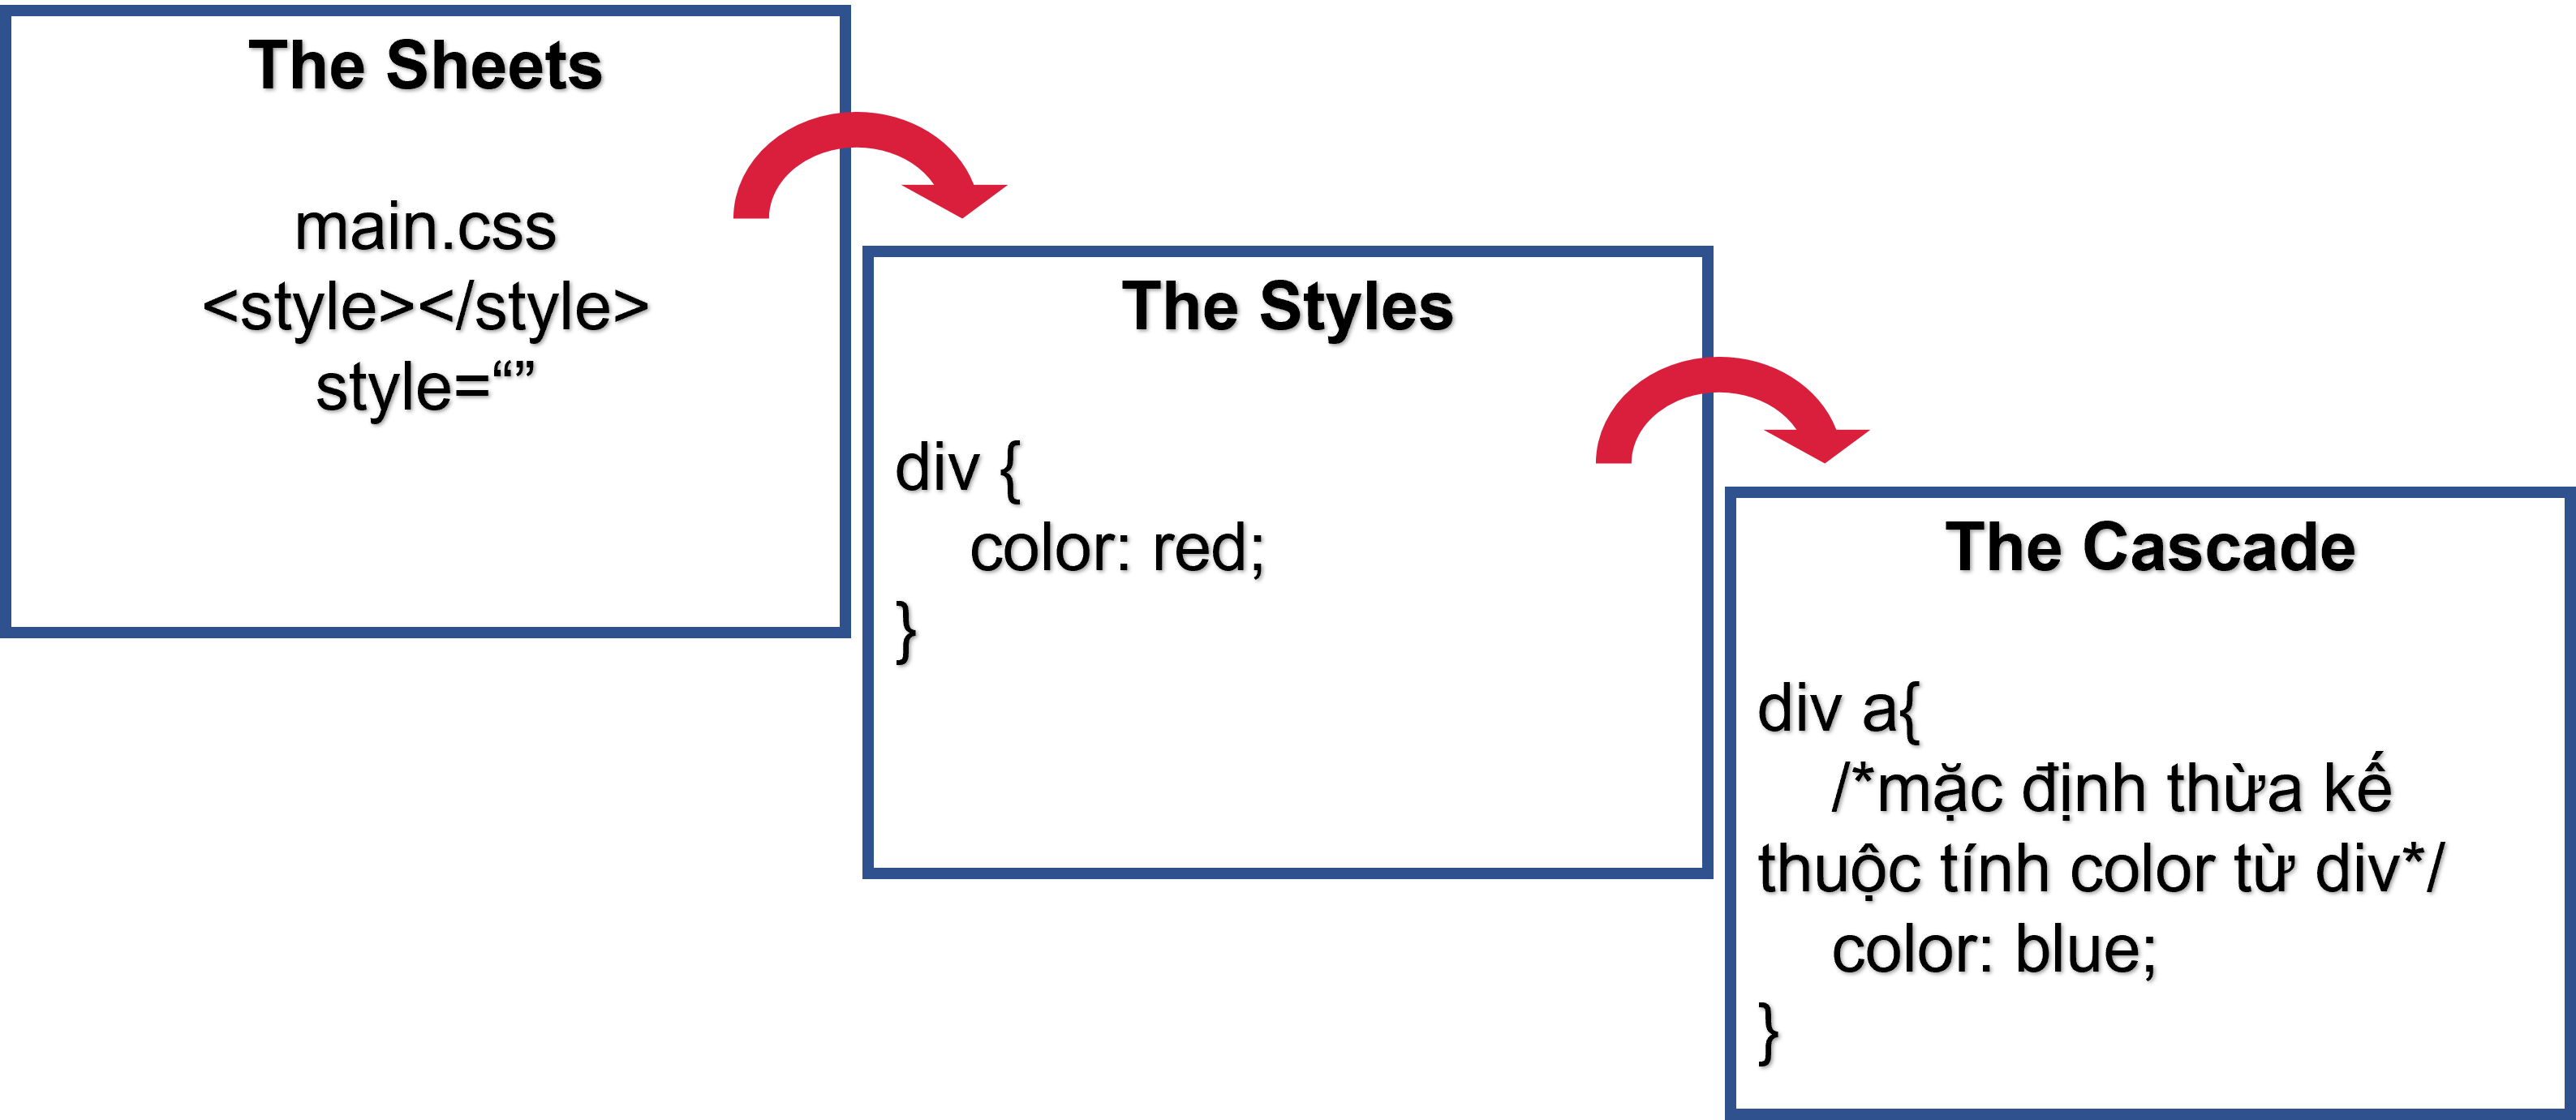 The Sheets
main.css
<style></style>
style=“”
The Styles
div {
color: red;
}
The Cascade
div a{
/*mặc định thừa kế
thuộc tính color từ div*/
color: blue;
}